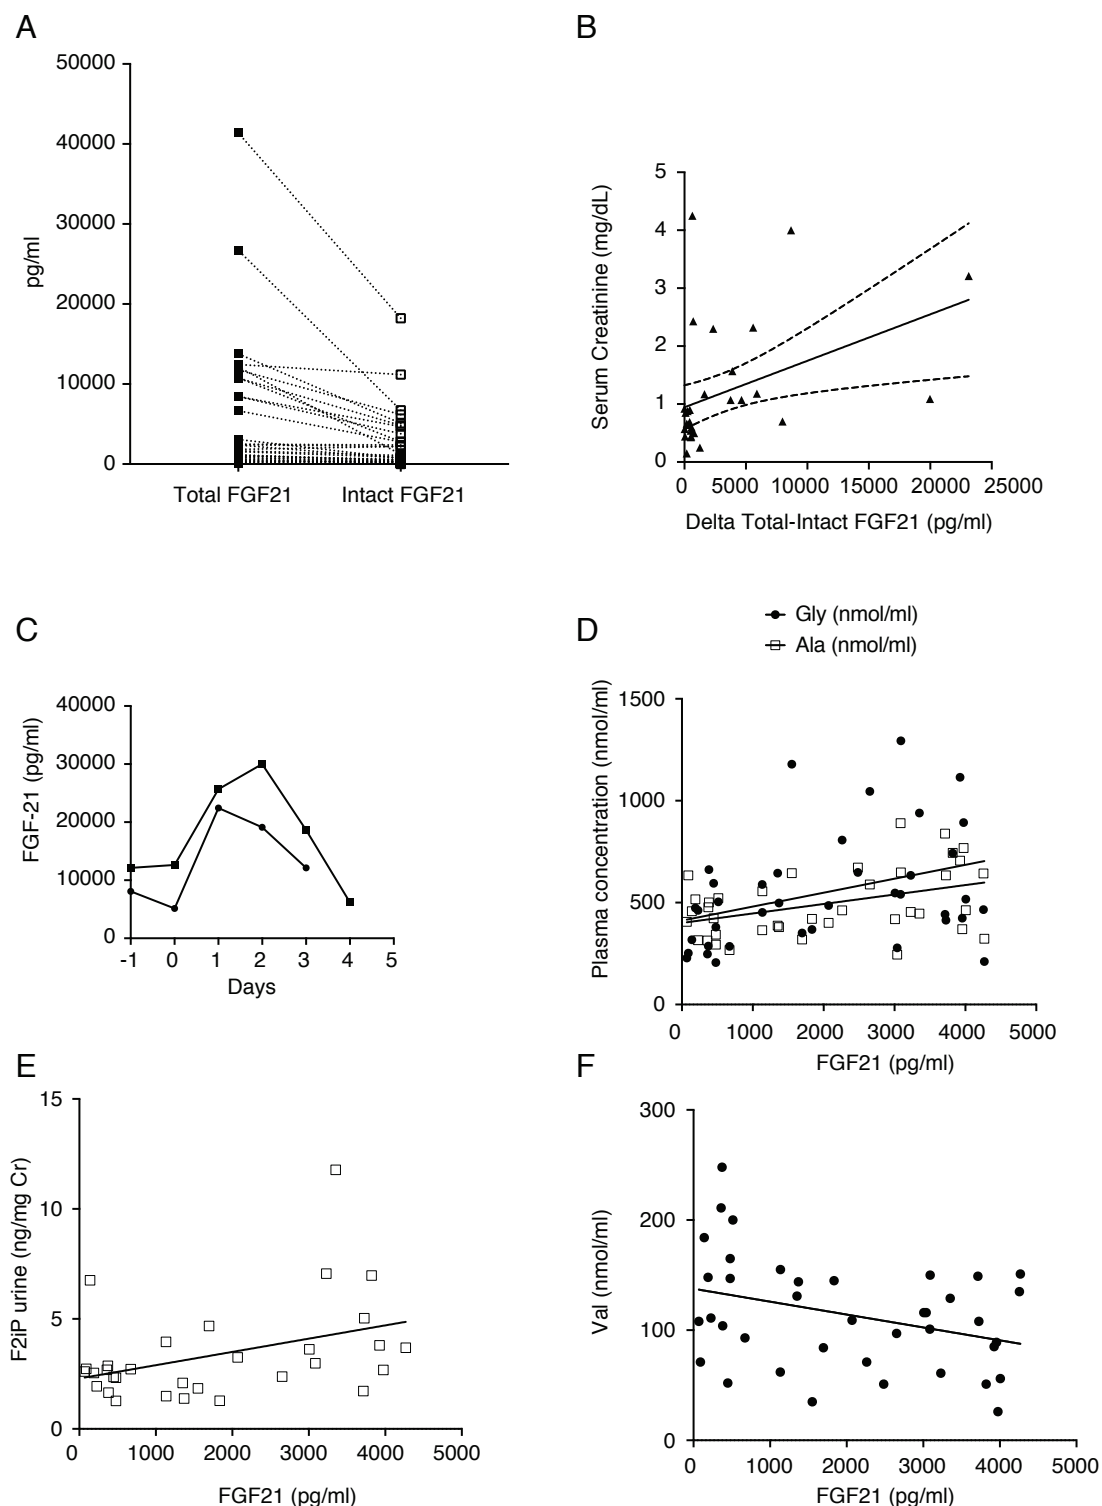 A
50000
40000
30000
20000
10000
0
pg/ml
Total FGF21
Intact FGF21
B
5
4
3
2
1
0
Serum Creatinine (mg/dL)
0 5000 10000 15000 20000 25000
Delta Total-Intact FGF21 (pg/ml)
C
40000
30000
20000
10000
0
FGF-21 (pg/ml)
-1 0 1 2 3 4 5
Days
D
Gly (nmol/ml)
Ala (nmol/ml)
1500
1000
500
0
Plasma concentration (nmol/ml)
0 1000 2000 3000 4000 5000
FGF21 (pg/ml)
E
15
10
5
0
F2iP urine (ng/mg Cr)
0 1000 2000 3000 4000 5000
FGF21 (pg/ml)
F
300
200
100
0
Val (nmol/ml)
0 1000 2000 3000 4000 5000
FGF21 (pg/ml)